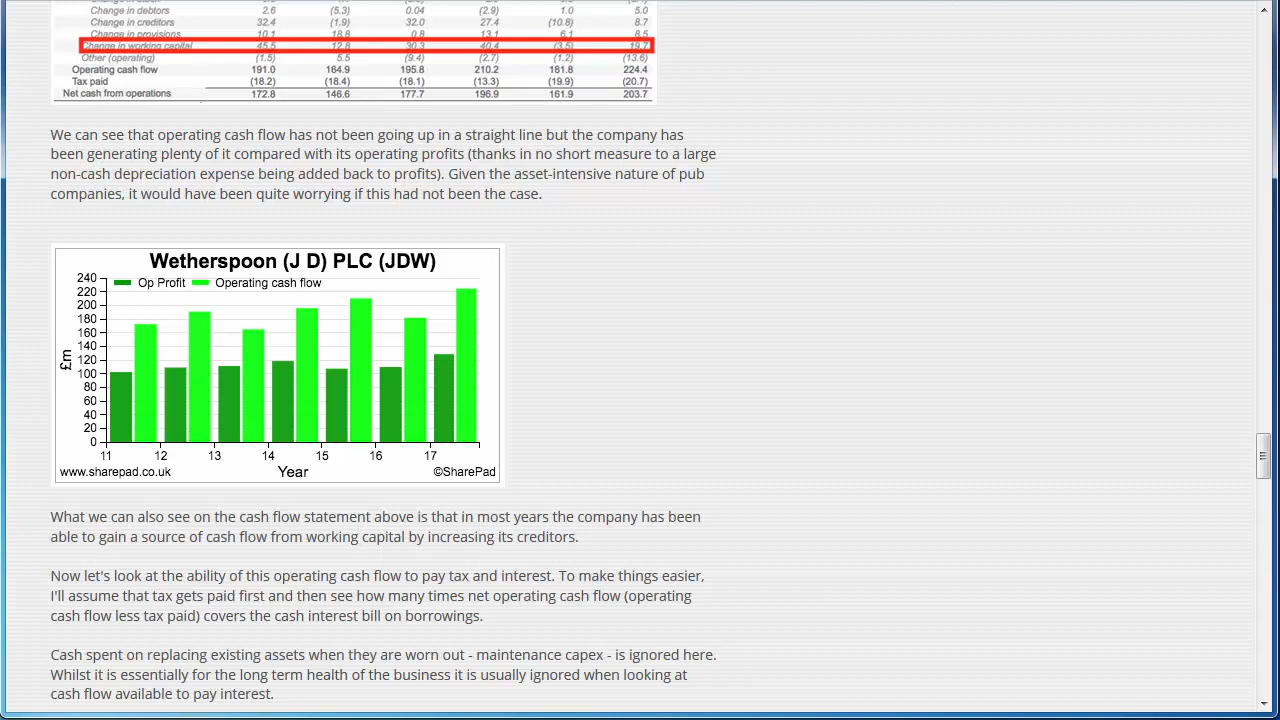 Change in debtors 2.6 (5.3) 0.04 (2.9) 1.0 5.0
Change in creditors 32.4 (1.9) 32.0 27.4 (10.8) 8.7
Change in provisions 10.1 18.8 0.8 13.1 6.1 8.5
Change in working capital 45.5 12.8 30.3 40.4 (3.5) 19.7
Other (operating) (1.5) 5.5 (9.4) (2.7) (1.2) (13.6)
Operating cash flow 191.0 164.9 195.8 210.2 181.8 224.4
Tax paid (18.2) (18.4) (18.1) (13.3) (19.9) (20.7)
Net cash from operations 172.8 146.6 177.7 196.9 161.9 203.7
We can see that operating cash flow has not been going up in a straight line but the company has
been generating plenty of it compared with its operating profits (thanks in no short measure to a large
non-cash depreciation expense being added back to profits). Given the asset-intensive nature of pub
companies, it would have been quite worrying if this had not been the case.
Wetherspoon (J D) PLC (JDW)
Op Profit Operating cash flow
240
220
200
180
160
140
120
100
80
60
40
20
0
£m
11 12 13 14 15 16 17
www.sharepad.co.uk Year ©SharePad
What we can also see on the cash flow statement above is that in most years the company has been
able to gain a source of cash flow from working capital by increasing its creditors.
Now let's look at the ability of this operating cash flow to pay tax and interest. To make things easier,
I'll assume that tax gets paid first and then see how many times net operating cash flow (operating
cash flow less tax paid) covers the cash interest bill on borrowings.
Cash spent on replacing existing assets when they are worn out - maintenance capex - is ignored here.
Whilst it is essentially for the long term health of the business it is usually ignored when looking at
cash flow available to pay interest.